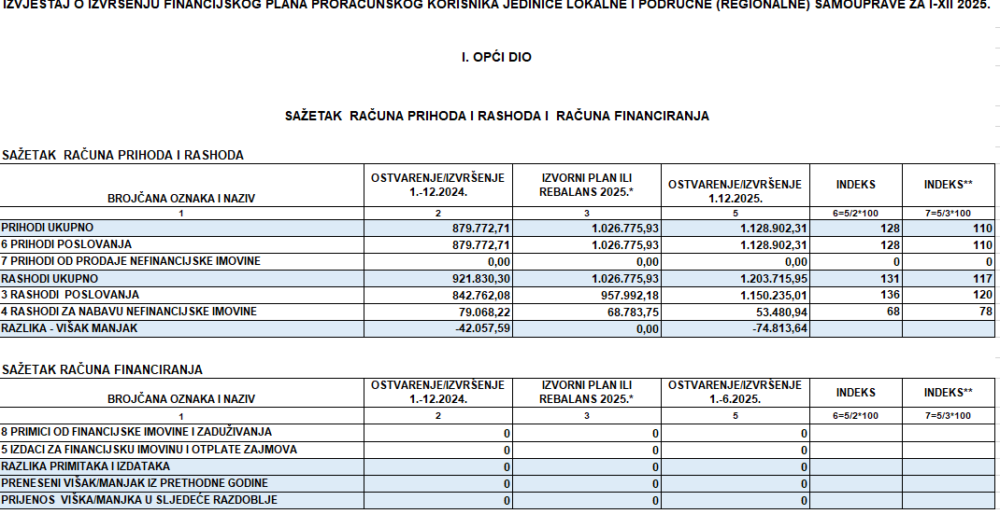 IZVJEŠTAJ O IZVRŠENJU FINANCIJSKOG PLANA PRORAČUNSKOG KORISNIKA JEDINICE LOKALNE I PODRUČNE (REGIONALNE) SAMOUPRAVE ZA I-XII 2025.
I. OPĆI DIO
SAŽETAK RAČUNA PRIHODA I RASHODA I RAČUNA FINANCIRANJA
SAŽETAK RAČUNA PRIHODA I RASHODA
BROJČANA OZNAKA I NAZIV OSTVARENJE/IZVRŠENJE 1.-12.2024. IZVORNI PLAN ILI REBALANS 2025.* OSTVARENJE/IZVRŠENJE 1.12.2025. INDEKS INDEKS**
1 2 3 5 6=5/2*100 7=5/3*100
PRIHODI UKUPNO 879.772,71 1.026.775,93 1.128.902,31 128 110
6 PRIHODI POSLOVANJA 879.772,71 1.026.775,93 1.128.902,31 128 110
7 PRIHODI OD PRODAJE NEFINANCIJSKE IMOVINE 0,00 0,00 0,00 0 0
RASHODI UKUPNO 921.830,30 1.026.775,93 1.203.715,95 131 117
3 RASHODI POSLOVANJA 842.762,08 957.992,18 1.150.235,01 136 120
4 RASHODI ZA NABAVU NEFINANCIJSKE IMOVINE 79.068,22 68.783,75 53.480,94 68 78
RAZLIKA - VIŠAK MANJAK -42.057,59 0,00 -74.813,64
SAŽETAK RAČUNA FINANCIRANJA
BROJČANA OZNAKA I NAZIV OSTVARENJE/IZVRŠENJE 1.-12.2024. IZVORNI PLAN ILI REBALANS 2025.* OSTVARENJE/IZVRŠENJE 1.-6.2025. INDEKS INDEKS**
1 2 3 5 6=5/2*100 7=5/3*100
8 PRIMICI OD FINANCIJSKE IMOVINE I ZADUŽIVANJA 0 0 0
5 IZDACI ZA FINANCIJSKU IMOVINU I OTPLATE ZAJMOVA 0 0 0
RAZLIKA PRIMITAKA I IZDATAKA 0 0 0
PRENESENI VIŠAK/MANJAK IZ PRETHODNE GODINE 0 0 0
PRIJENOS VIŠKA/MANJKA U SLJEDEĆE RAZDOBLJE 0 0 0